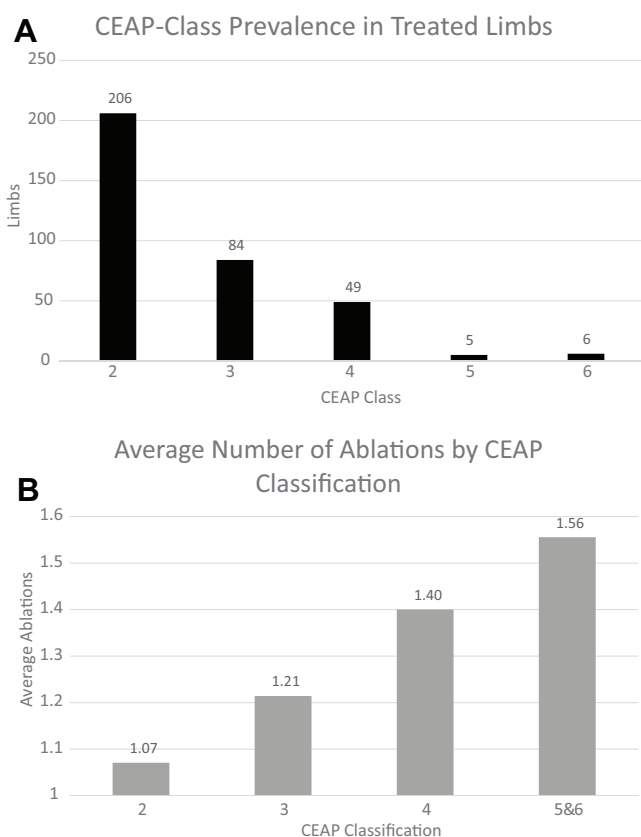 A
CEAP-Class Prevalence in Treated Limbs
250
200
150
100
50
0
Limbs
206
84
49
5
6
2 3 4 5 6
CEAP Class
Average Number of Ablations by CEAP
Classification
B
1.6
1.5
1.4
1.3
1.2
1.1
1
Average Ablations
1.07
1.21
1.40
1.56
2 3 4 5&6
CEAP Classification